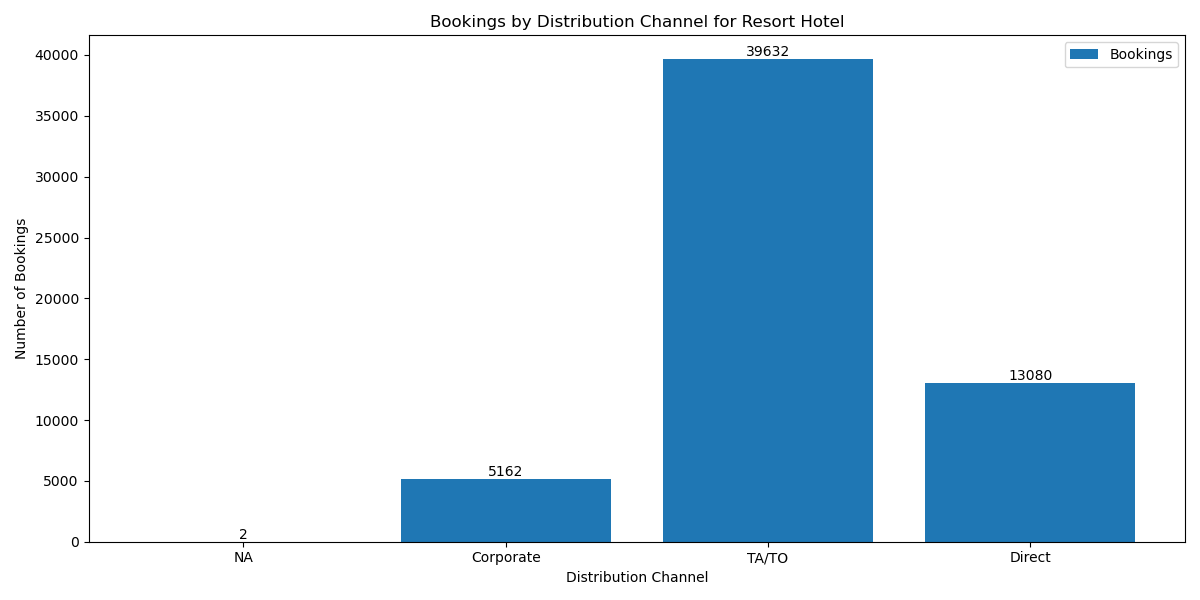 Bookings by Distribution Channel for Resort Hotel
Bookings
Number of Bookings
40000
35000
30000
25000
20000
15000
10000
5000
0
2
5162
39632
13080
NA
Corporate
TA/TO
Direct
Distribution Channel